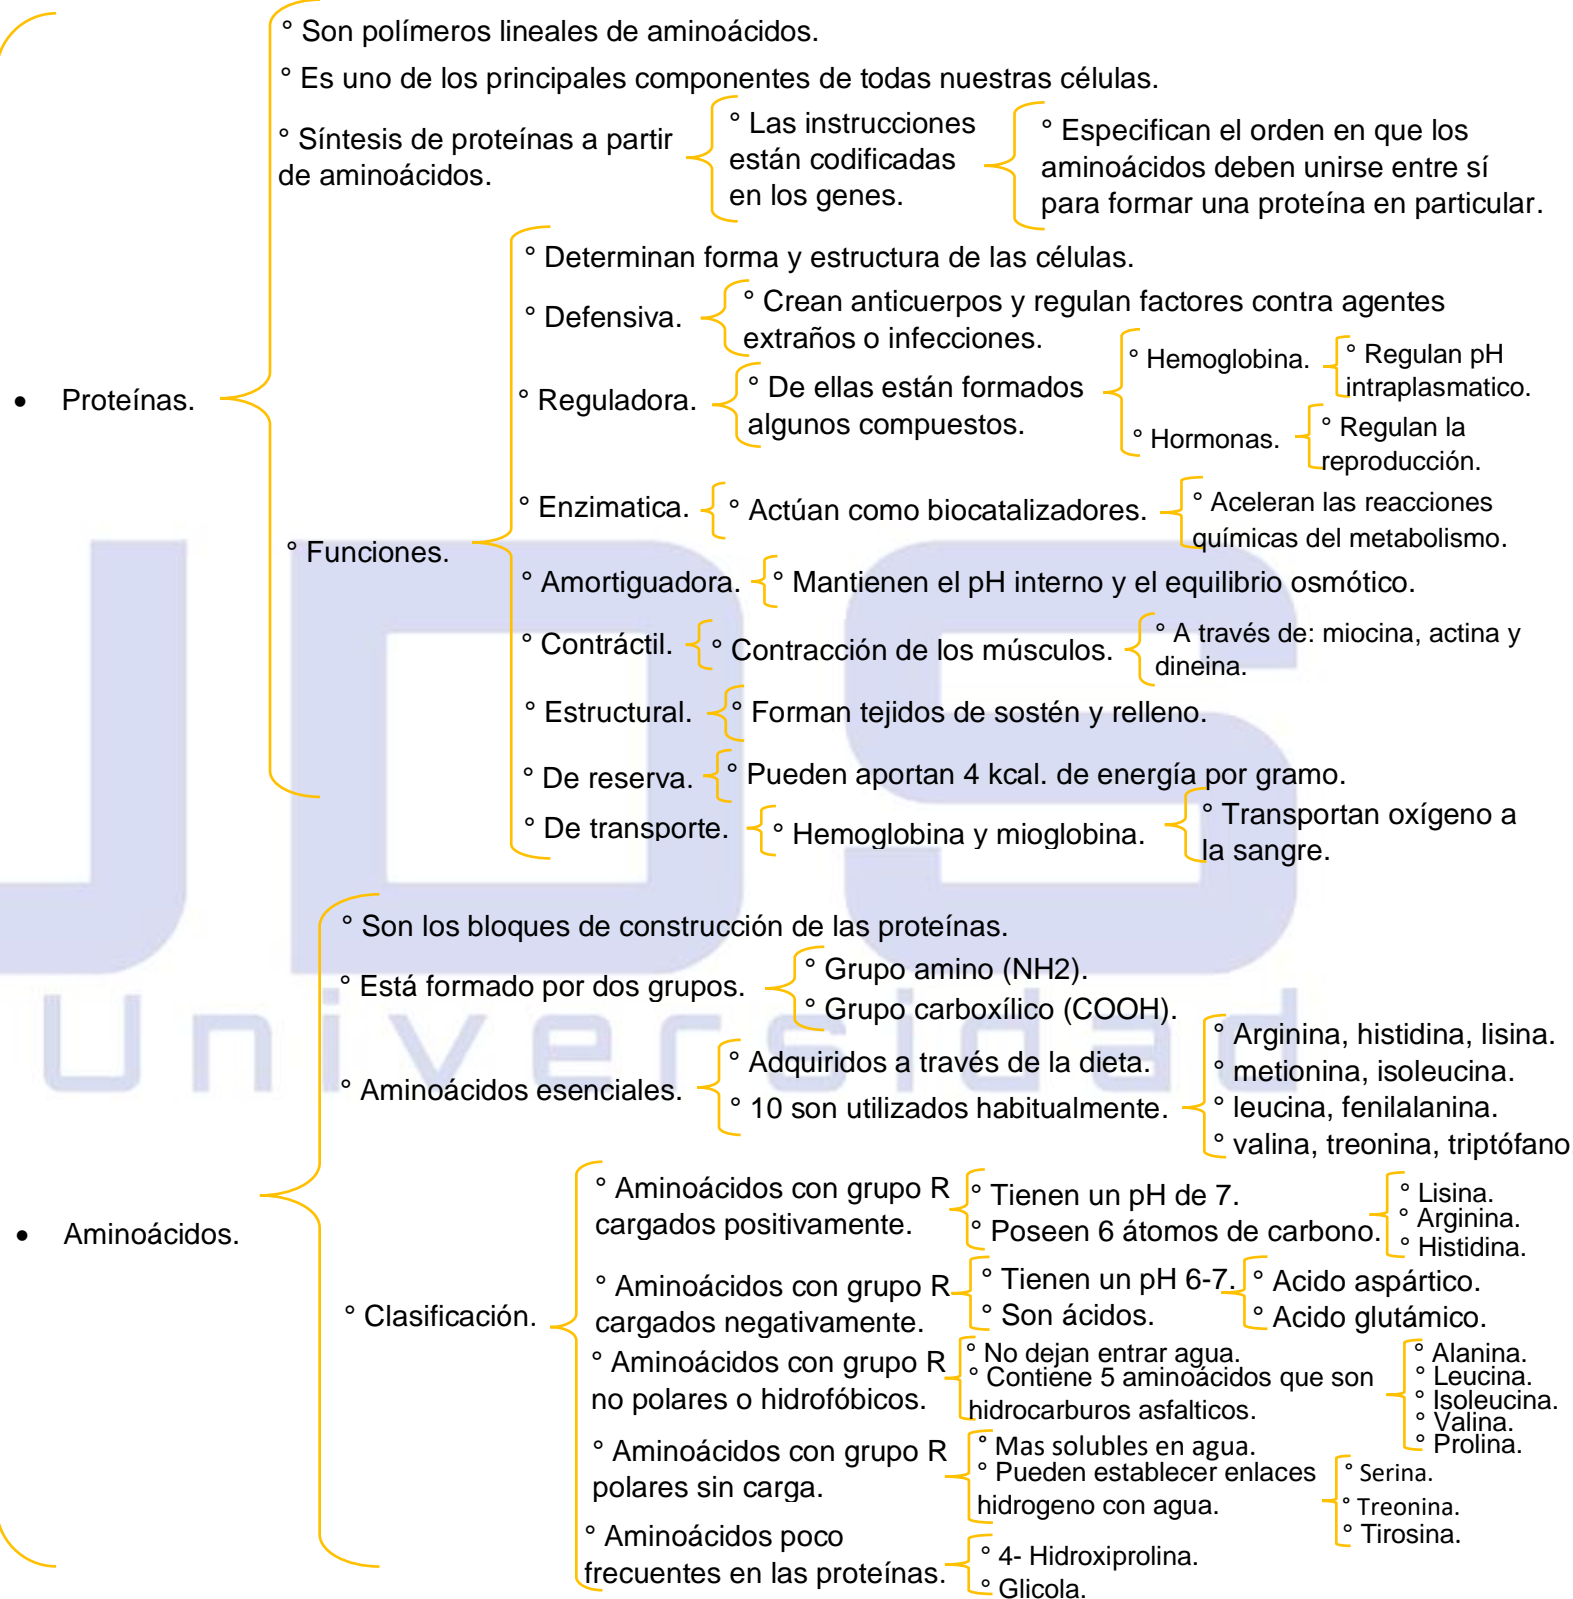 ° Son polímeros lineales de aminoácidos.
° Es uno de los principales componentes de todas nuestras células.
° Síntesis de proteínas a partir
de aminoácidos.
° Las instrucciones
están codificadas
en los genes.
° Especifican el orden en que los
aminoácidos deben unirse entre sí
para formar una proteína en particular.
• Proteínas.
° Funciones.
° Determinan forma y estructura de las células.
° Defensiva.
° Crean anticuerpos y regulan factores contra agentes
extraños o infecciones.
° Reguladora.
° De ellas están formados
algunos compuestos.
° Hemoglobina.
° Regulan pH
intraplasmatico.
° Hormonas.
° Regulan la
reproducción.
° Enzimatica.
° Actúan como biocatalizadores.
° Aceleran las reacciones
químicas del metabolismo.
° Amortiguadora.
° Mantienen el pH interno y el equilibrio osmótico.
° Contráctil.
° Contracción de los músculos.
° A través de: miocina, actina y
dineina.
° Estructural.
° Forman tejidos de sostén y relleno.
° De reserva.
° Pueden aportan 4 kcal. de energía por gramo.
° De transporte.
° Hemoglobina y mioglobina.
° Transportan oxígeno a
la sangre.
UDS
Universidad
• Aminoácidos.
° Son los bloques de construcción de las proteínas.
° Está formado por dos grupos.
° Grupo amino (NH2).
° Grupo carboxílico (COOH).
° Aminoácidos esenciales.
° Adquiridos a través de la dieta.
° 10 son utilizados habitualmente.
° Arginina, histidina, lisina.
° metionina, isoleucina.
° leucina, fenilalanina.
° valina, treonina, triptófano
° Clasificación.
° Aminoácidos con grupo R
cargados positivamente.
° Tienen un pH de 7.
° Poseen 6 átomos de carbono.
° Lisina.
° Arginina.
° Histidina.
° Aminoácidos con grupo R
cargados negativamente.
° Tienen un pH 6-7.
° Son ácidos.
° Acido aspártico.
° Acido glutámico.
° Aminoácidos con grupo R
no polares o hidrofóbicos.
° No dejan entrar agua.
° Contiene 5 aminoácidos que son
hidrocarburos asfalticos.
° Alanina.
° Leucina.
° Isoleucina.
° Valina.
° Prolina.
° Aminoácidos con grupo R
polares sin carga.
° Mas solubles en agua.
° Pueden establecer enlaces
hidrogeno con agua.
° Serina.
° Treonina.
° Tirosina.
° Aminoácidos poco
frecuentes en las proteínas.
° 4- Hidroxiprolina.
° Glicola.